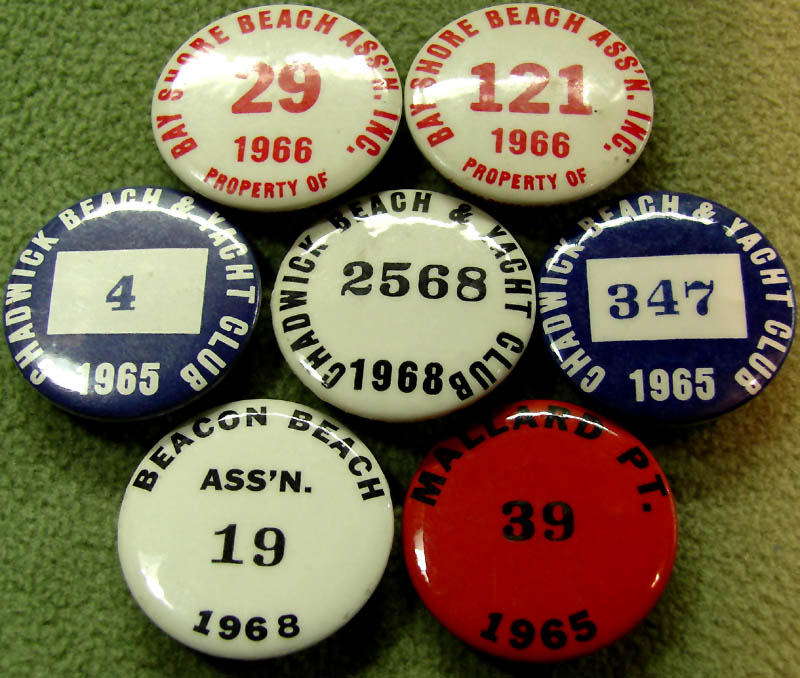 BAY SHORE BEACH ASS'N. INC.
29
1966
PROPERTY OF
BAY SHORE BEACH ASS'N. INC.
121
1966
PROPERTY OF
CHADWICK BEACH & YACHT CLUB
4
1965
CHADWICK BEACH & YACHT CLUB
2568
1968
CHADWICK BEACH & YACHT CLUB
347
1965
BEACON BEACH
ASS'N.
19
1968
MALLARD PT.
39
1965